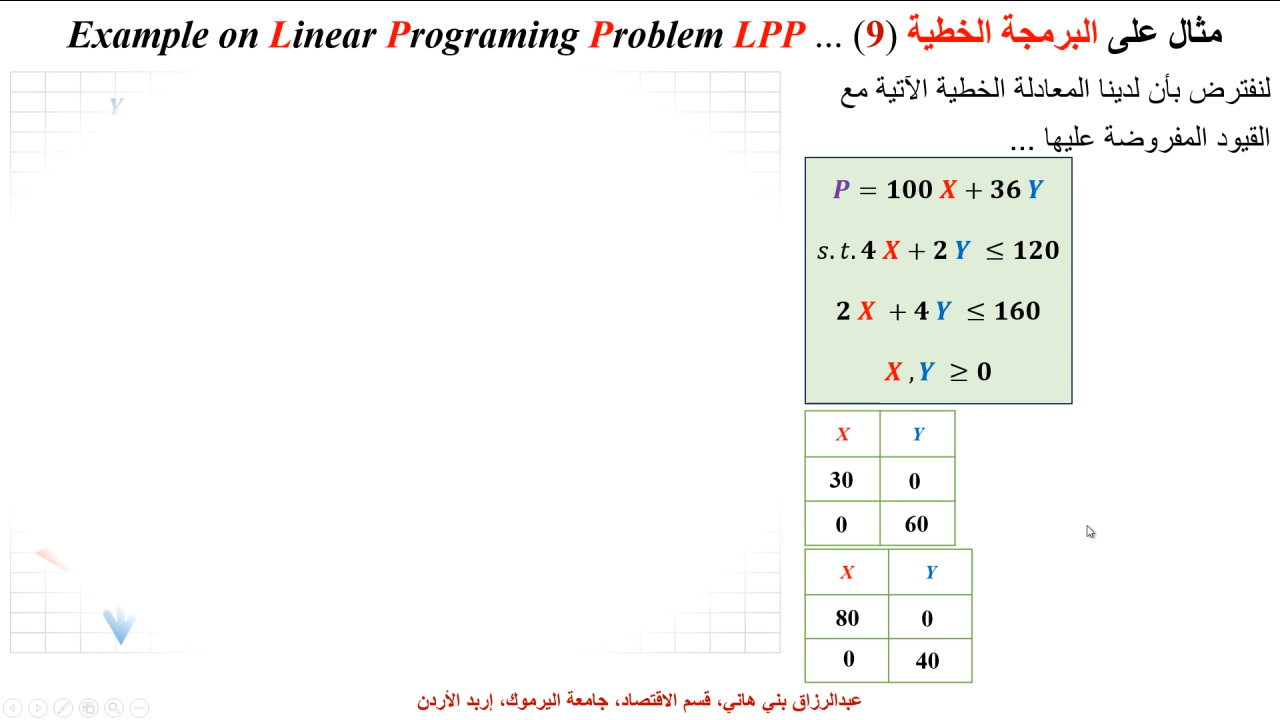 Example on Linear Programing Problem LPP ... (9) مثال على البرمجة الخطية
لنفترض بأن لدينا المعادلة الخطية الآتية مع
القيود المفروضة عليها ...
Y
P = 100 X + 36 Y
s.t. 4 X + 2 Y ≤ 120
2 X + 4 Y ≤ 160
X , Y ≥ 0
X Y
30 0
0 60
X Y
80 0
0 40
عبدالرزاق بني هاني، قسم الاقتصاد، جامعة اليرموك، إربد الأردن